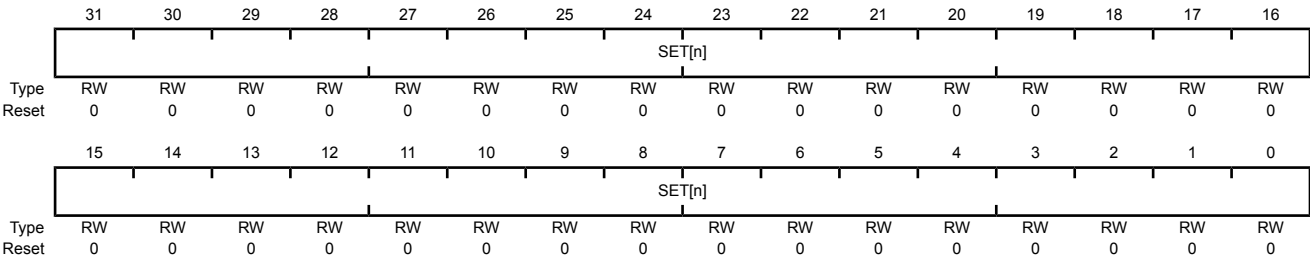 31 30 29 28 27 26 25 24 23 22 21 20 19 18 17 16
SET[n]
Type RW RW RW RW RW RW RW RW RW RW RW RW RW RW RW RW
Reset 0 0 0 0 0 0 0 0 0 0 0 0 0 0 0 0
15 14 13 12 11 10 9 8 7 6 5 4 3 2 1 0
SET[n]
Type RW RW RW RW RW RW RW RW RW RW RW RW RW RW RW RW
Reset 0 0 0 0 0 0 0 0 0 0 0 0 0 0 0 0